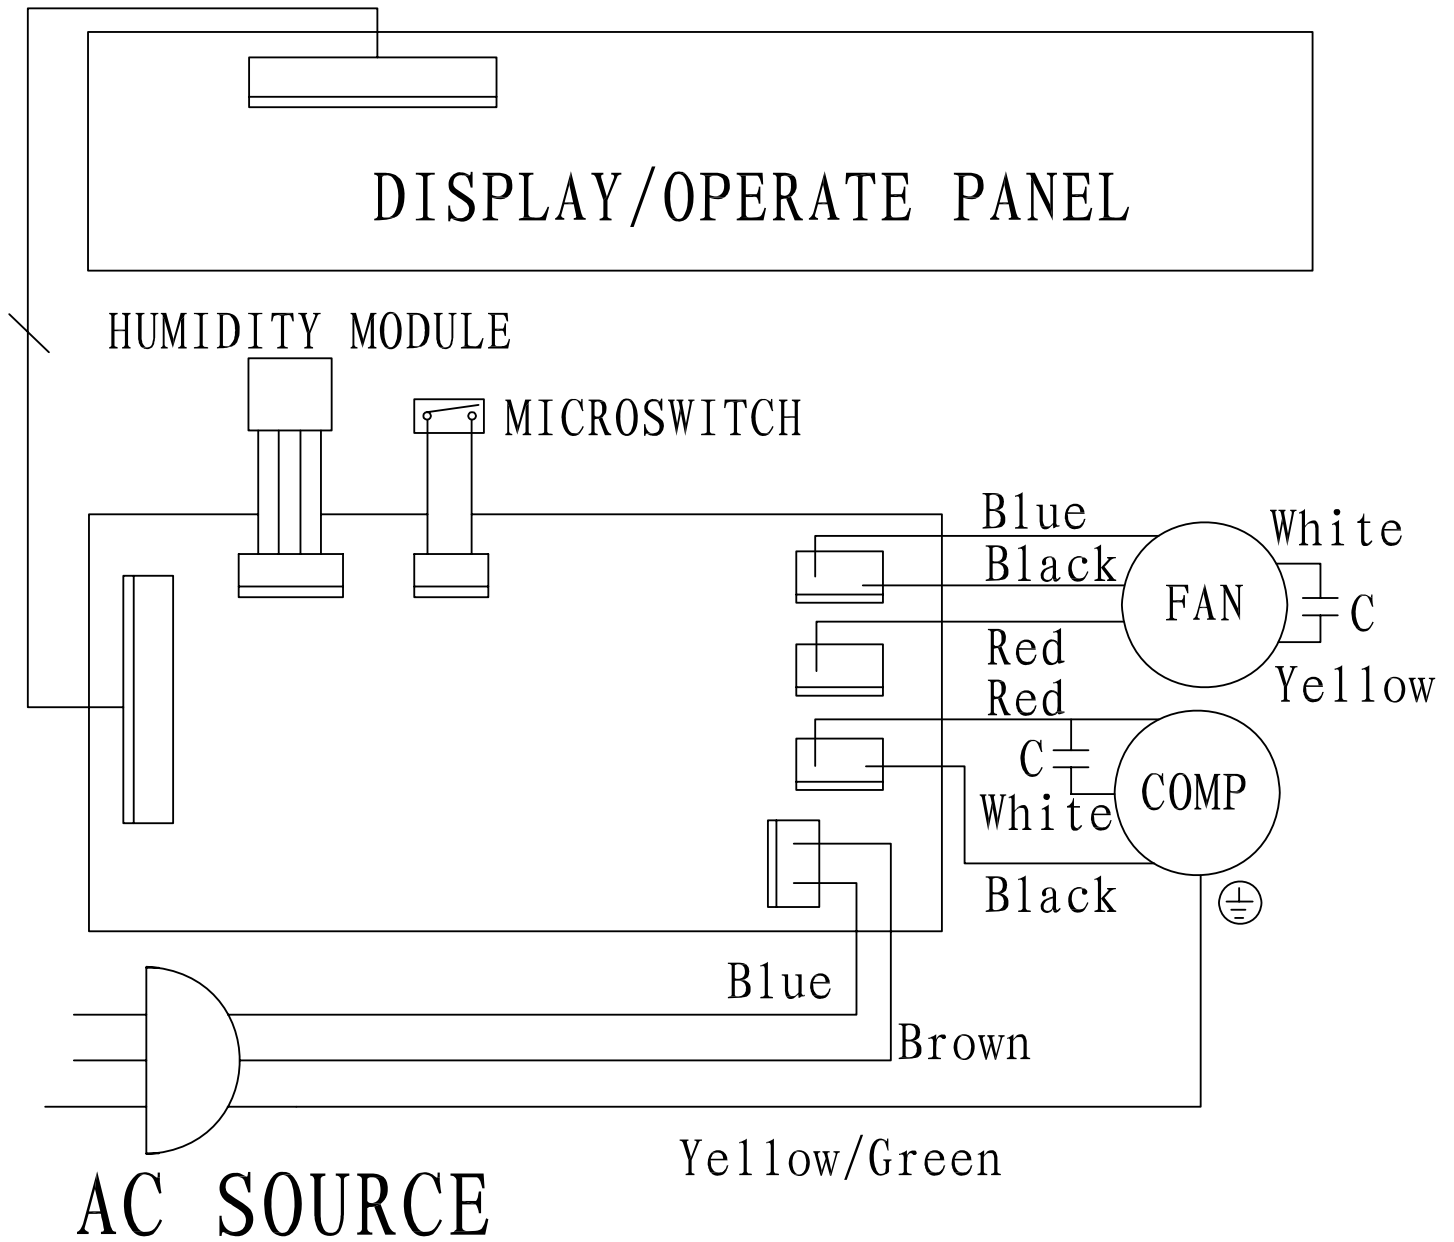 DISPLAY/OPERATE PANEL
HUMIDITY MODULE
MICROSWITCH
Blue
White
Black
FAN
C
Red
Yellow
Red
C
COMP
White
Black
Blue
Brown
Yellow/Green
AC SOURCE